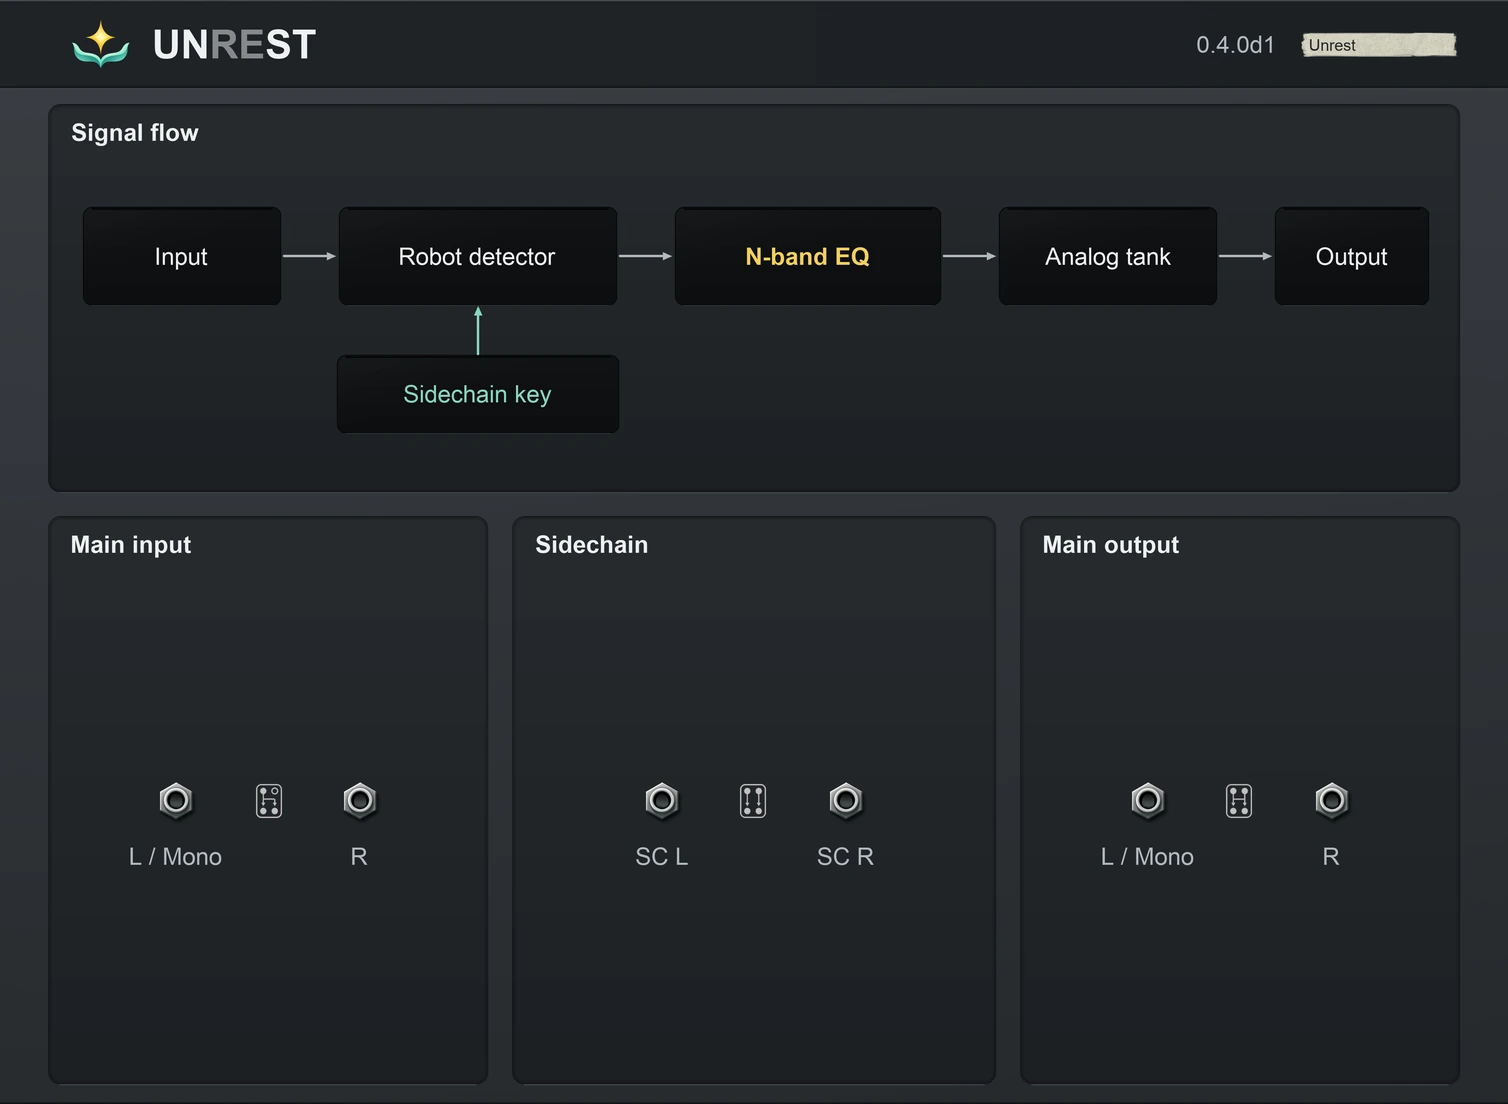 UNREST
0.4.0d1
Unrest
Signal flow
Input
Robot detector
N-band EQ
Analog tank
Output
Sidechain key
Main input
L / Mono
R
Sidechain
SC L
SC R
Main output
L / Mono
R